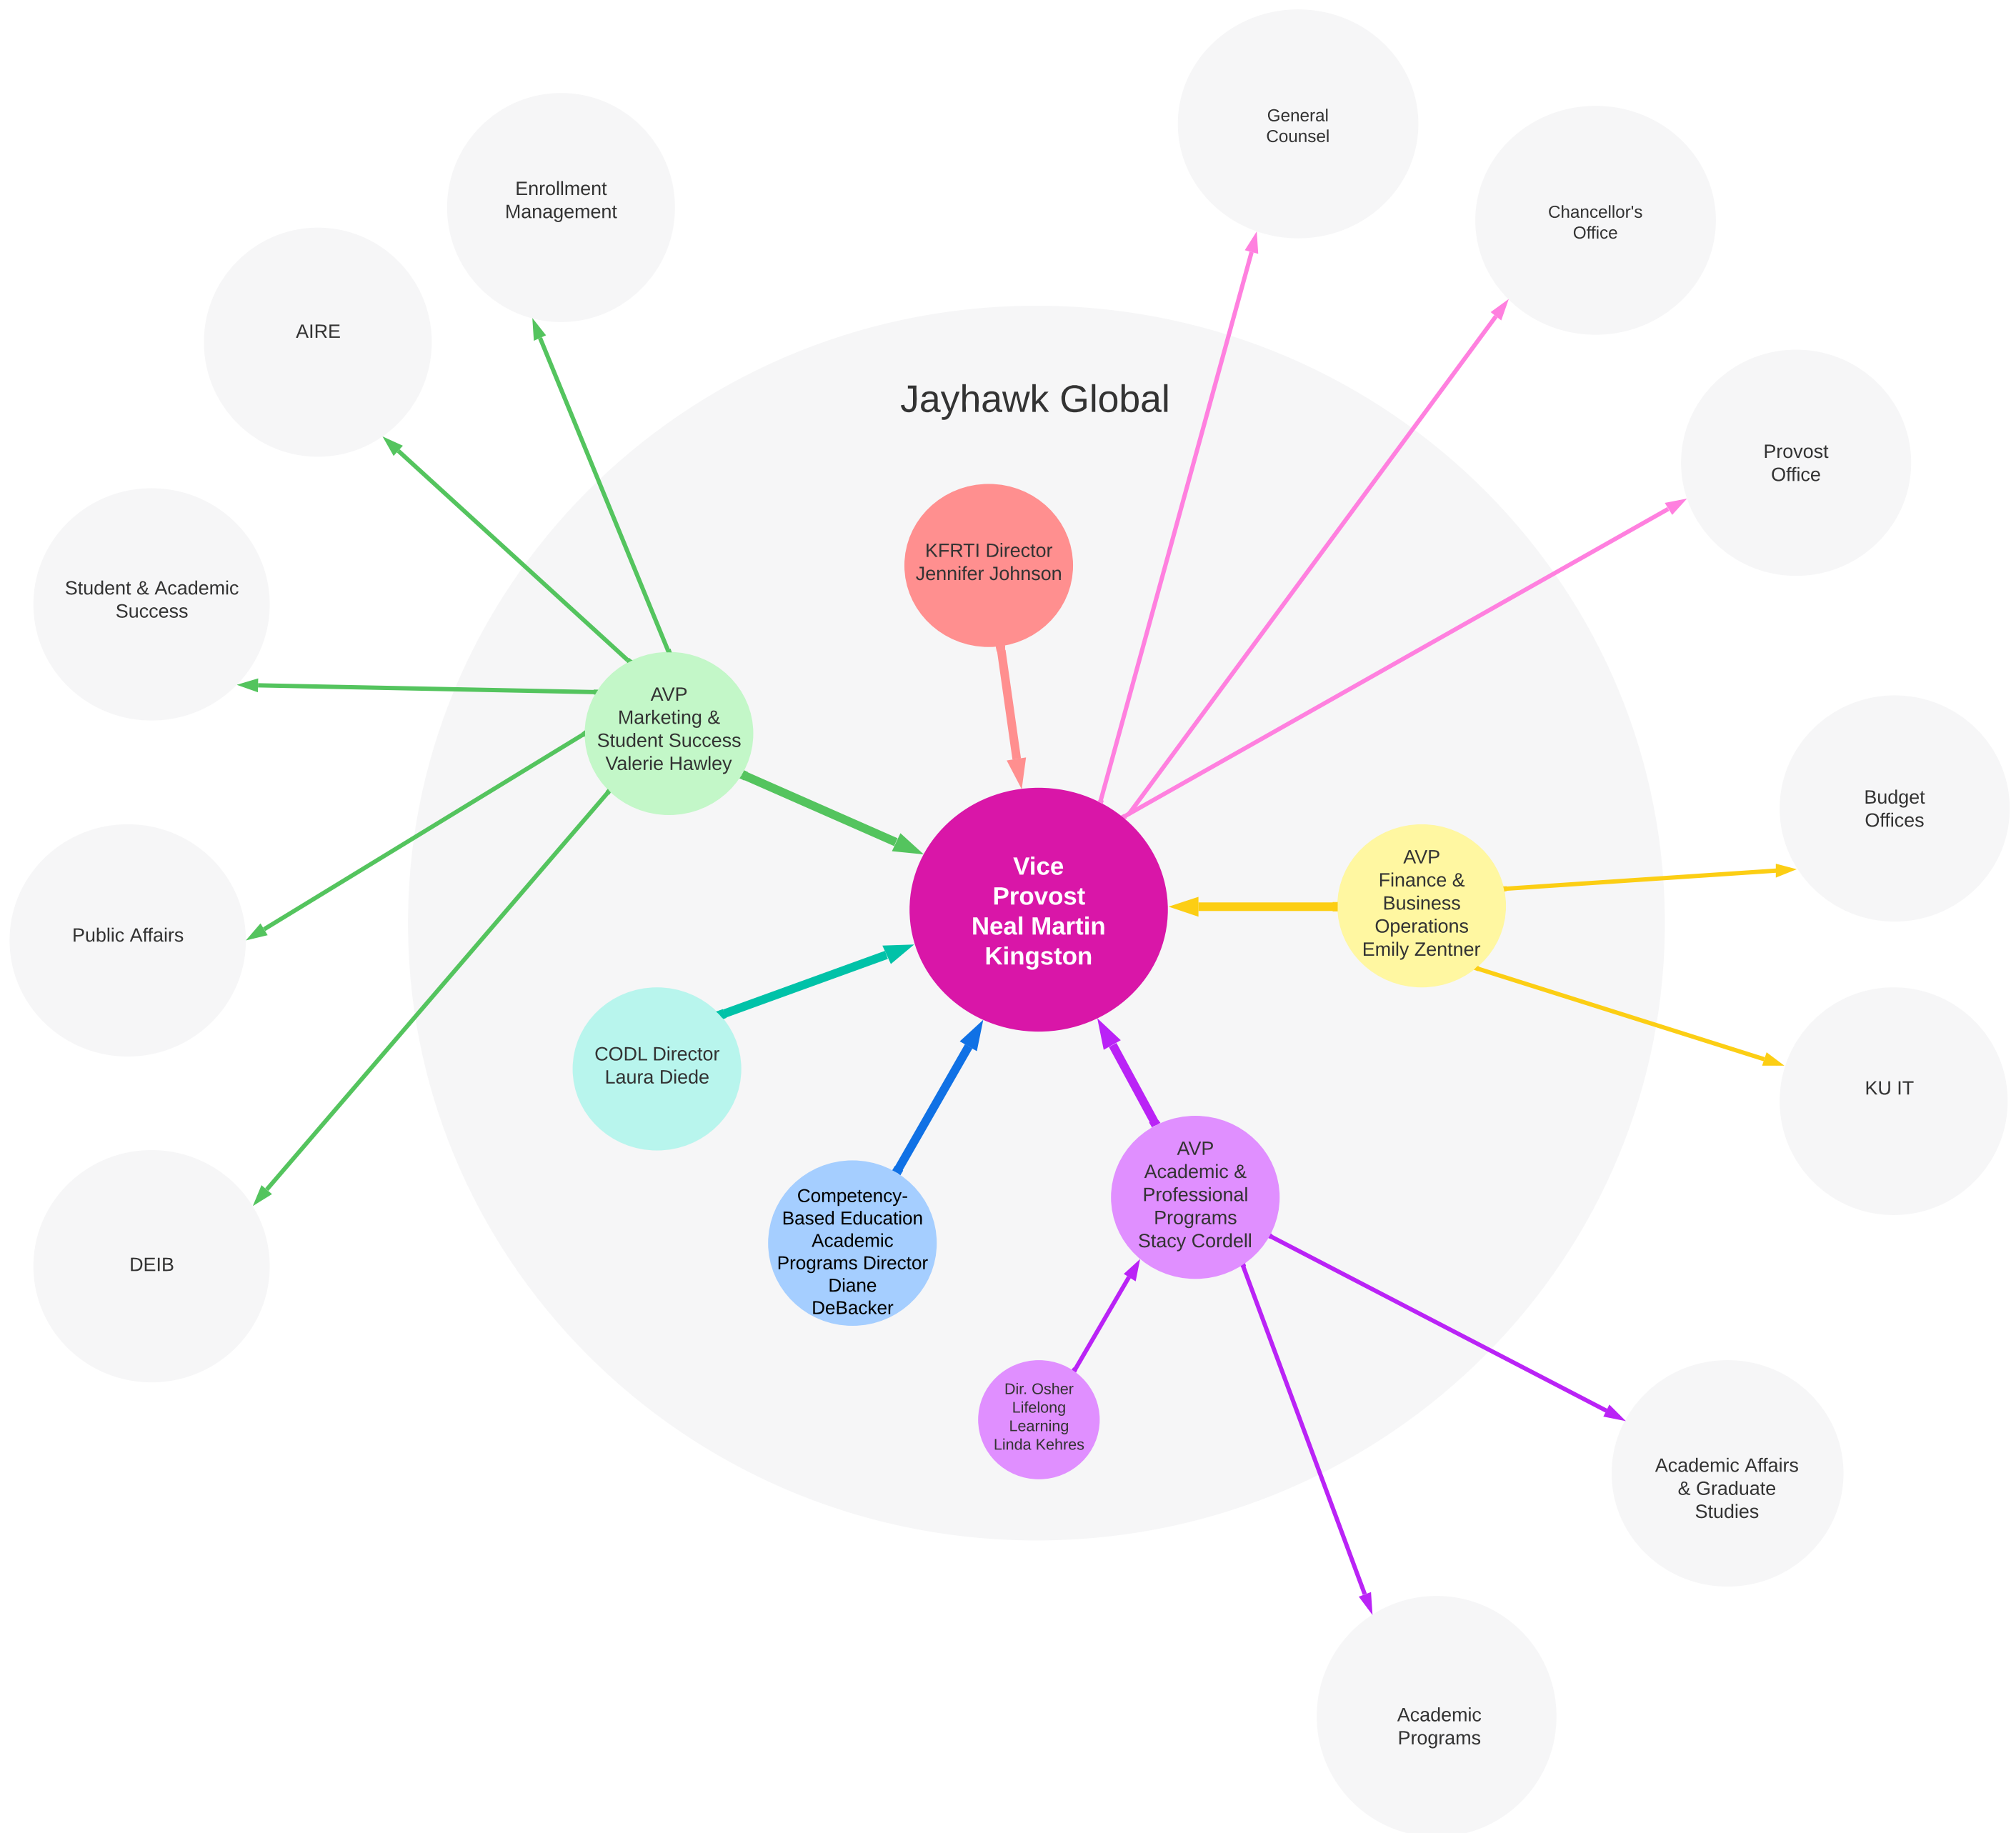 General
Counsel
Enrollment
Management
Chancell­or's
Office
AIRE
Jayhawk Global
Provost
Office
KFRTI Director
Jennifer Johnson
Student & Academic
Success
AVP
Marketing &
Student Success
Valerie Hawley
Budget
Offices
Vice
Provost
Neal Martin
Kingston
AVP
Finance &
Business
Operations
Emily Zentner
Public Affairs
CODL Director
Laura Diede
KU IT
Competency-
Based Education
Academic
Programs Director
Diane
DeBacker
AVP
Academic &
Professional
Programs
Stacy Cordell
DEIB
Dir. Osher
Lifelong
Learning
Linda Kehres
Academic Affairs
& Graduate
Studies
Academic
Programs